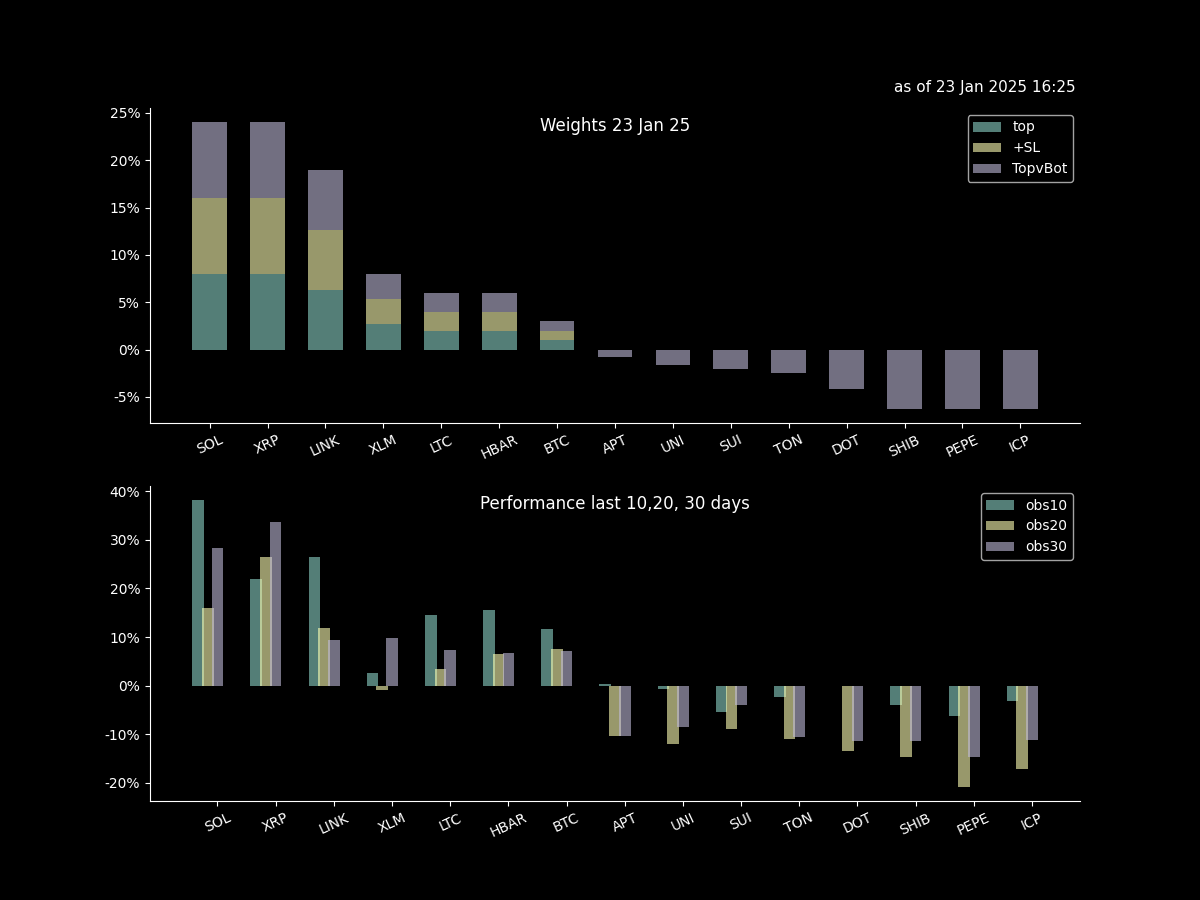 as of 23 Jan 2025 16:25
Weights 23 Jan 25
top
+SL
TopvBot
25%
20%
15%
10%
5%
0%
-5%
SOL XRP LINK XLM LTC HBAR BTC APT UNI SUI TON DOT SHIB PEPE ICP
Performance last 10,20, 30 days
obs10
obs20
obs30
40%
30%
20%
10%
0%
-10%
-20%
SOL XRP LINK XLM LTC HBAR BTC APT UNI SUI TON DOT SHIB PEPE ICP